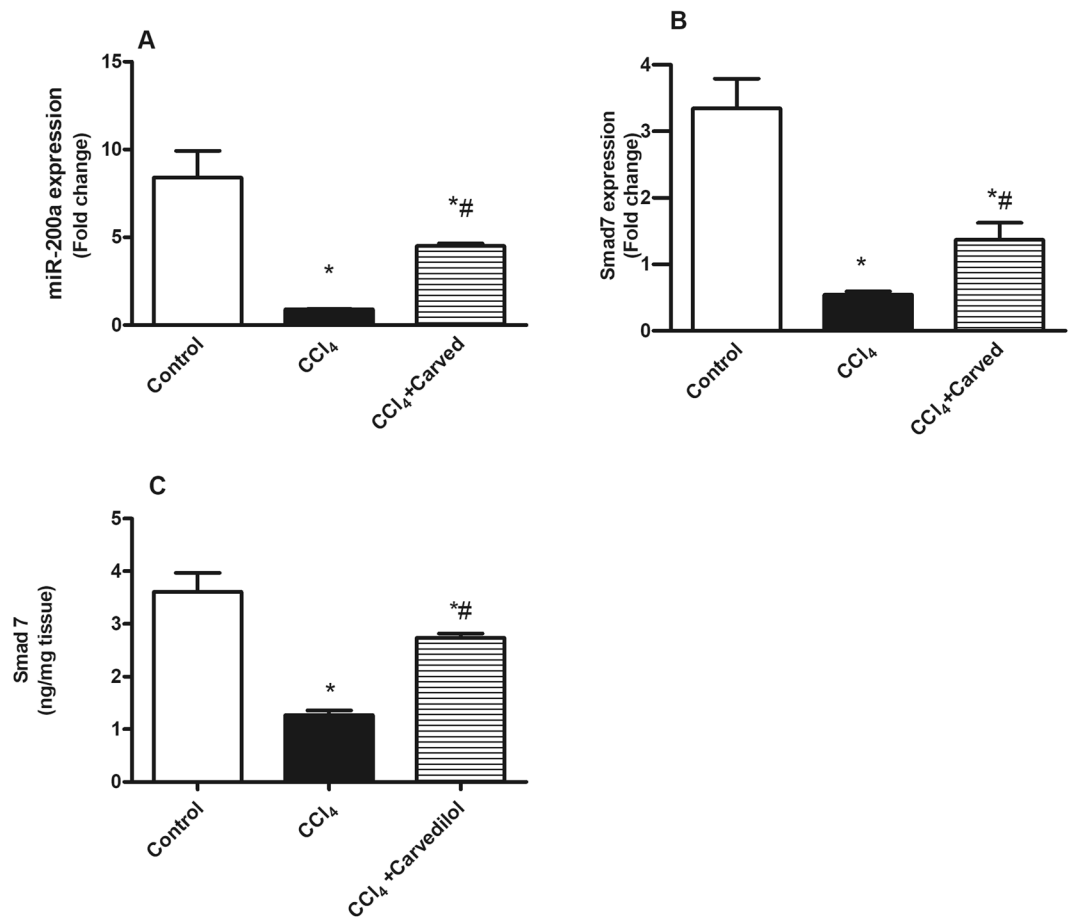 A
miR-200a expression
(Fold change)
15
10
5
0
*
*#
Control
CCl₄
CCl₄+Carved
B
Smad7 expression
(Fold change)
4
3
2
1
0
*
*#
Control
CCl₄
CCl₄+Carved
C
Smad 7
(ng/mg tissue)
5
4
3
2
1
0
*
*#
Control
CCl₄
CCl₄ +Carvedilol